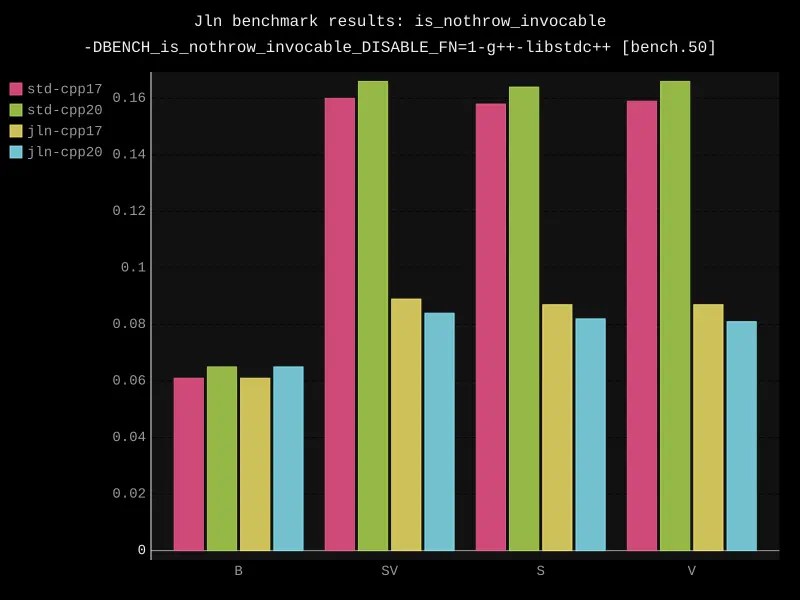 Jln benchmark results: is_nothrow_invocable
-DBENCH_is_nothrow_invocable_DISABLE_FN=1-g++-libstdc++ [bench.50]
std-cpp17
std-cpp20
jln-cpp17
jln-cpp20
0.16
0.14
0.12
0.1
0.08
0.06
0.04
0.02
0
B SV S V